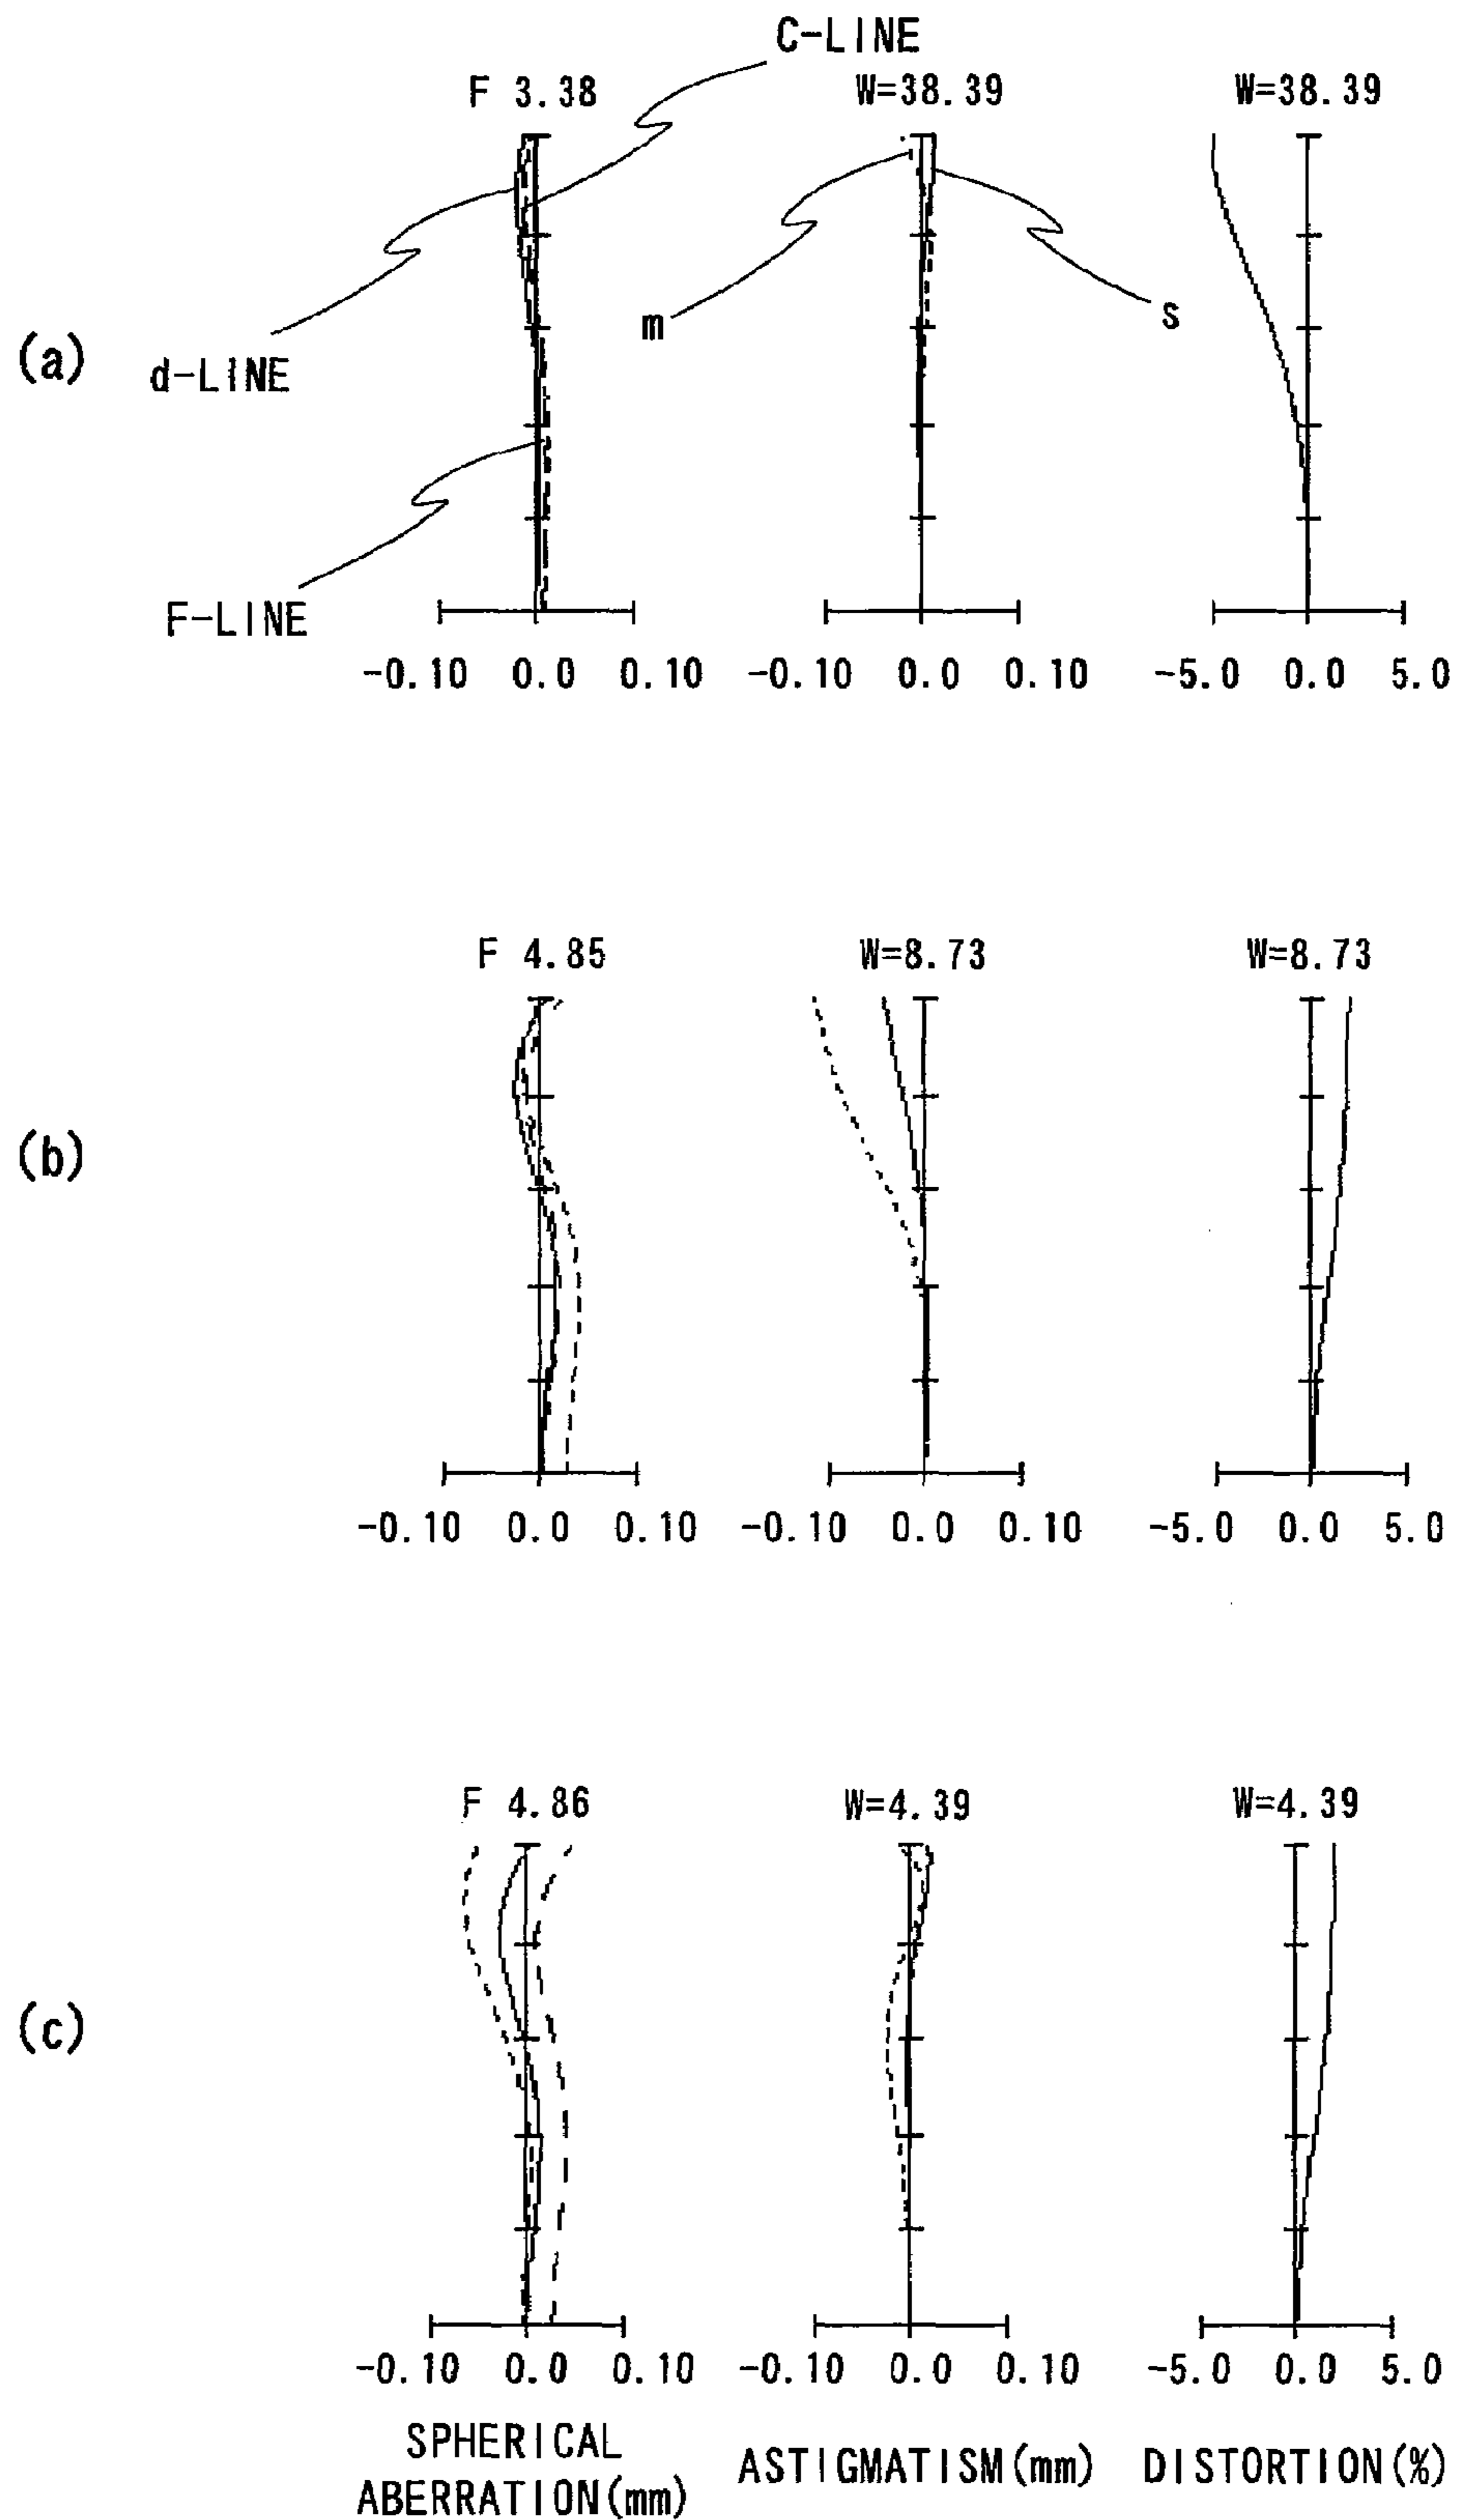 C-LINE
F 3.38 W=38.39 W=38.39
m s
(a)
d-LINE
F-LINE
-0.10 0.0 0.10 -0.10 0.0 0.10 -5.0 0.0 5.0
F 4.85 W=8.73 W=8.73
(b)
-0.10 0.0 0.10 -0.10 0.0 0.10 -5.0 0.0 5.0
F 4.86 W=4.39 W=4.39
(c)
-0.10 0.0 0.10 -0.10 0.0 0.10 -5.0 0.0 5.0
SPHERICAL
ABERRATION(mm) ASTIGMATISM(mm) DISTORTION(%)